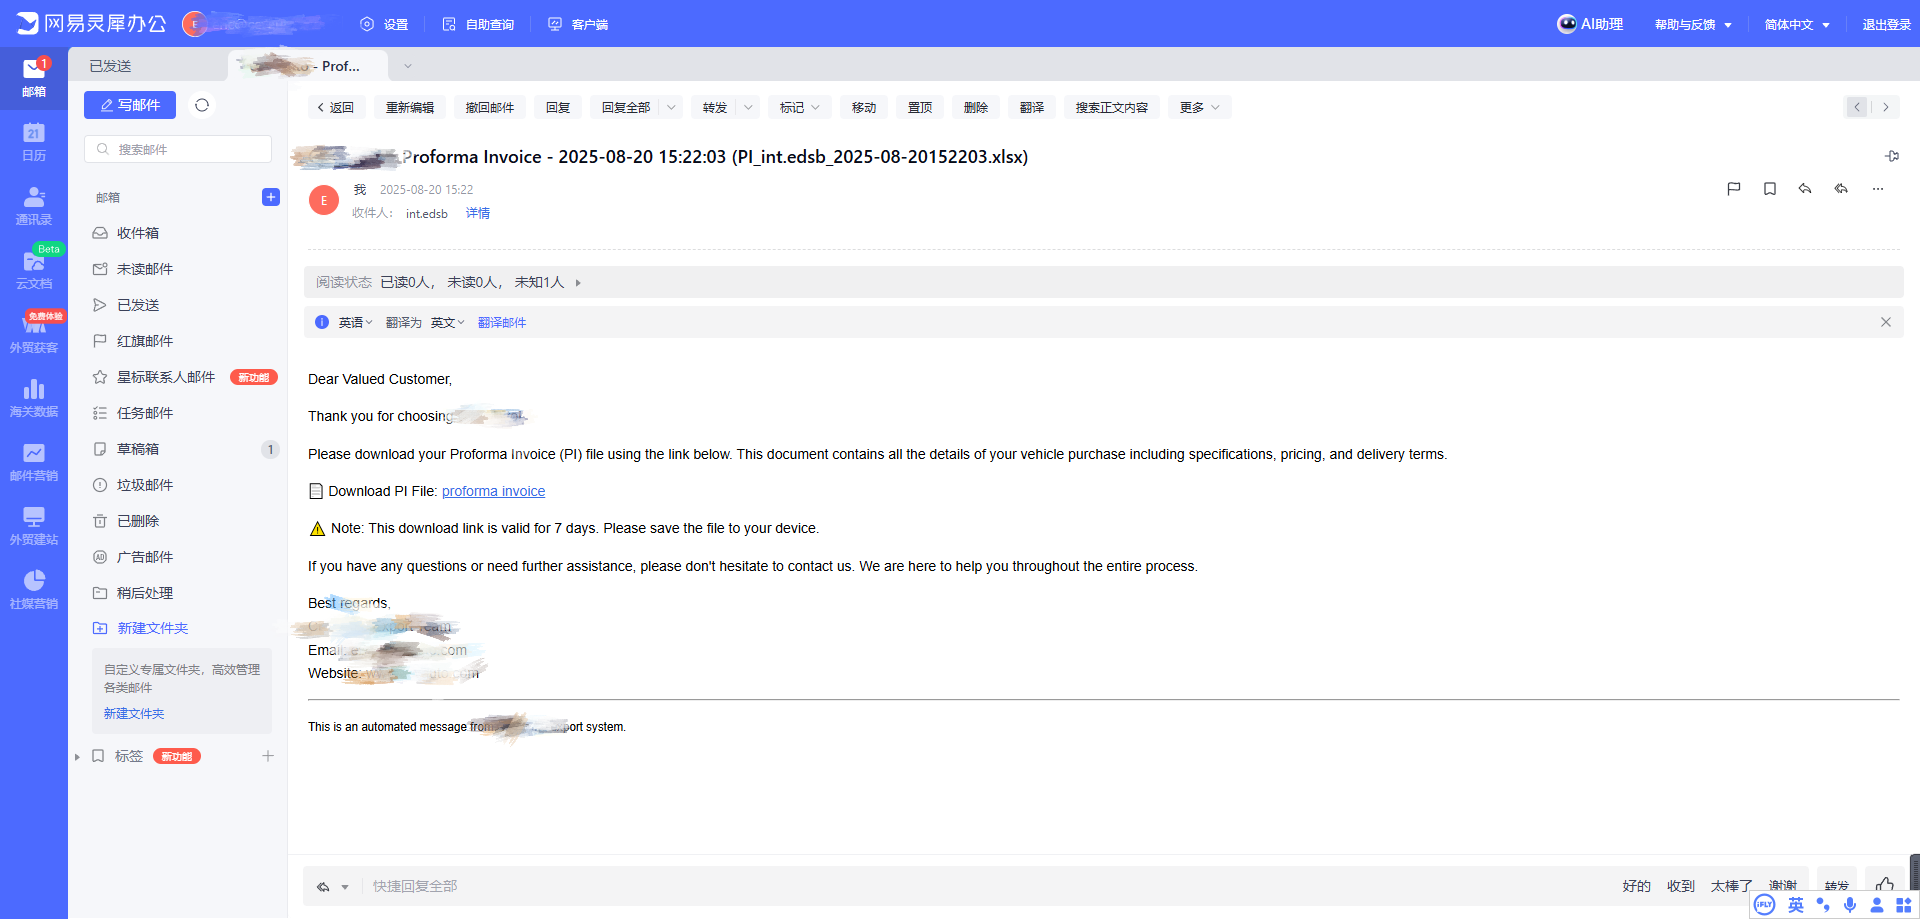 网易灵犀办公 E 设置 自助查询 客户端 AI助理 帮助与反馈 简体中文 退出登录
邮箱 1
日历 21
通讯录
云文档 Beta
外贸获客 免费体验
海关数据
邮件营销
外贸建站
社媒营销
已发送 - Prof...
写邮件
搜索邮件
邮箱
收件箱
未读邮件
已发送
红旗邮件
星标联系人邮件 新功能
任务邮件
草稿箱 1
垃圾邮件
已删除
广告邮件
稍后处理
新建文件夹
自定义专属文件夹，高效管理
各类邮件
新建文件夹
标签 新功能
返回 重新编辑 撤回邮件 回复 回复全部 转发 标记 移动 置顶 删除 翻译 搜索正文内容 更多
Proforma Invoice - 2025-08-20 15:22:03 (PI_int.edsb_2025-08-20152203.xlsx)
E
我 2025-08-20 15:22
收件人： int.edsb 详情
阅读状态 已读0人， 未读0人， 未知1人
英语 翻译为 英文 翻译邮件
Dear Valued Customer,
Thank you for choosing
Please download your Proforma Invoice (PI) file using the link below. This document contains all the details of your vehicle purchase including specifications, pricing, and delivery terms.
Download PI File: proforma invoice
Note: This download link is valid for 7 days. Please save the file to your device.
If you have any questions or need further assistance, please don't hesitate to contact us. We are here to help you throughout the entire process.
Best regards,
Team
Email: .com
Website: .com
This is an automated message from system.
快捷回复全部 好的 收到 太棒了 谢谢 转发
iFLY 英